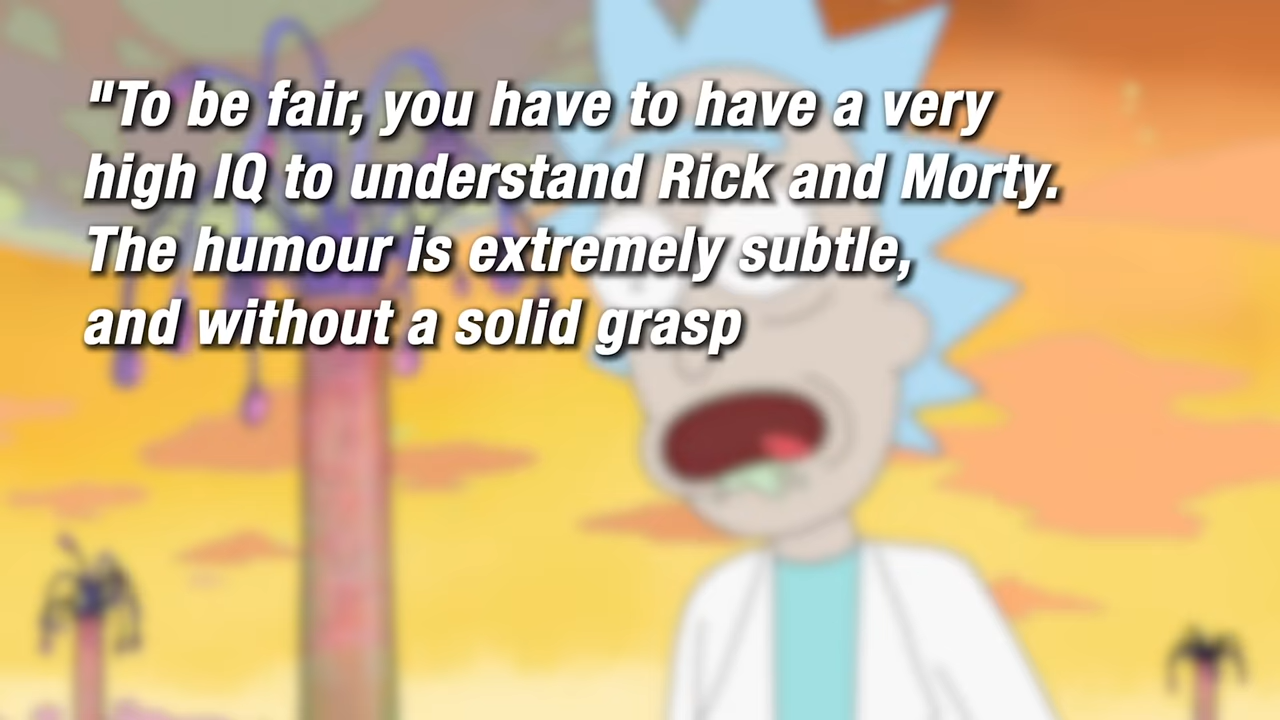 "To be fair, you have to have a very
high IQ to understand Rick and Morty.
The humour is extremely subtle,
and without a solid grasp